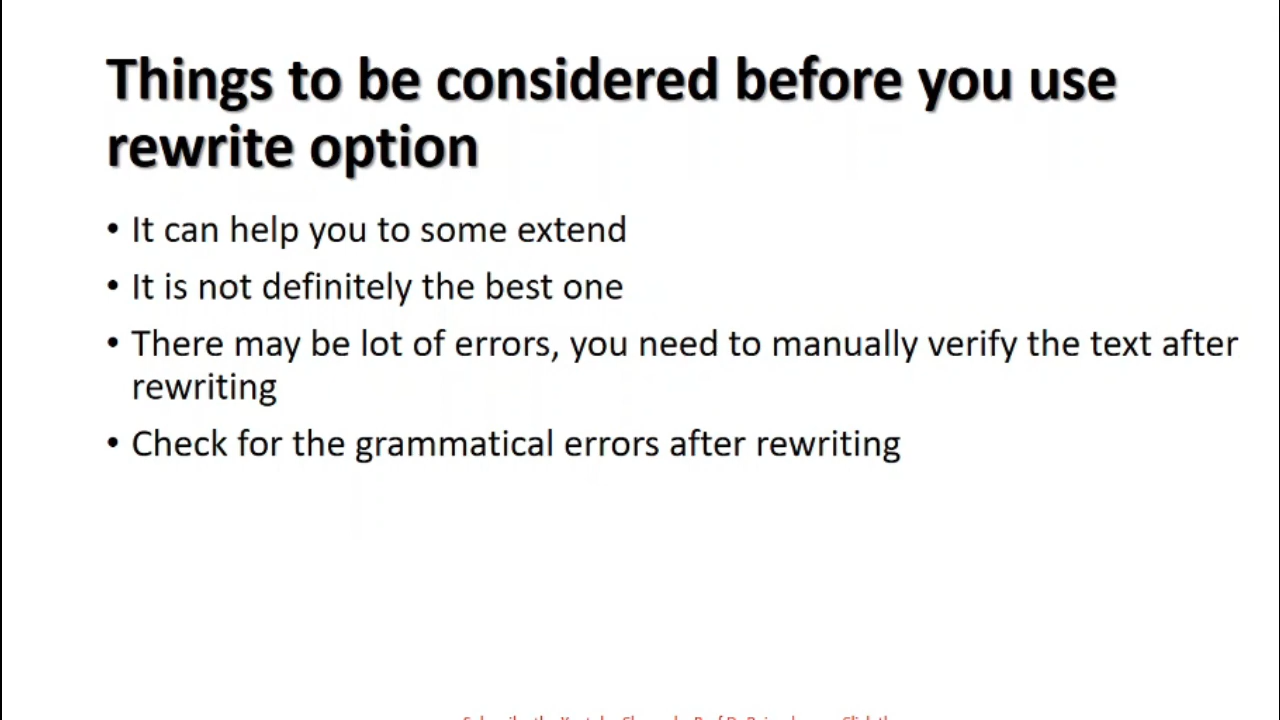 Things to be considered before you use
rewrite option
• It can help you to some extend
• It is not definitely the best one
• There may be lot of errors, you need to manually verify the text after
rewriting
• Check for the grammatical errors after rewriting